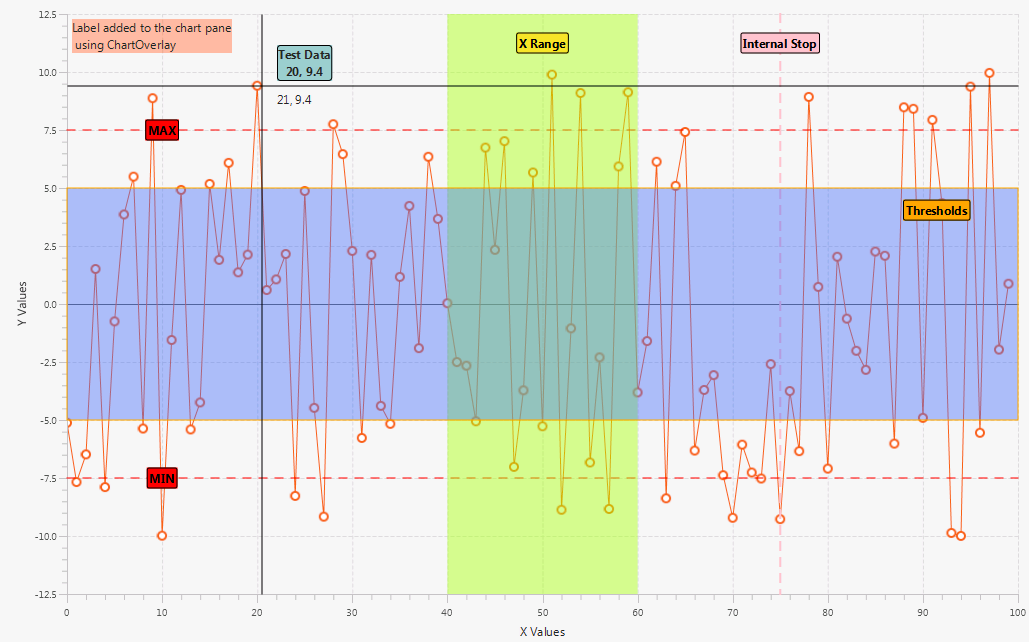 Label added to the chart pane
using ChartOverlay
Test Data
20, 9.4
21, 9.4
X Range
Internal Stop
MAX
Thresholds
MIN
12.5
10.0
7.5
5.0
2.5
0.0
-2.5
-5.0
-7.5
-10.0
-12.5
Y Values
0 10 20 30 40 50 60 70 80 90 100
X Values